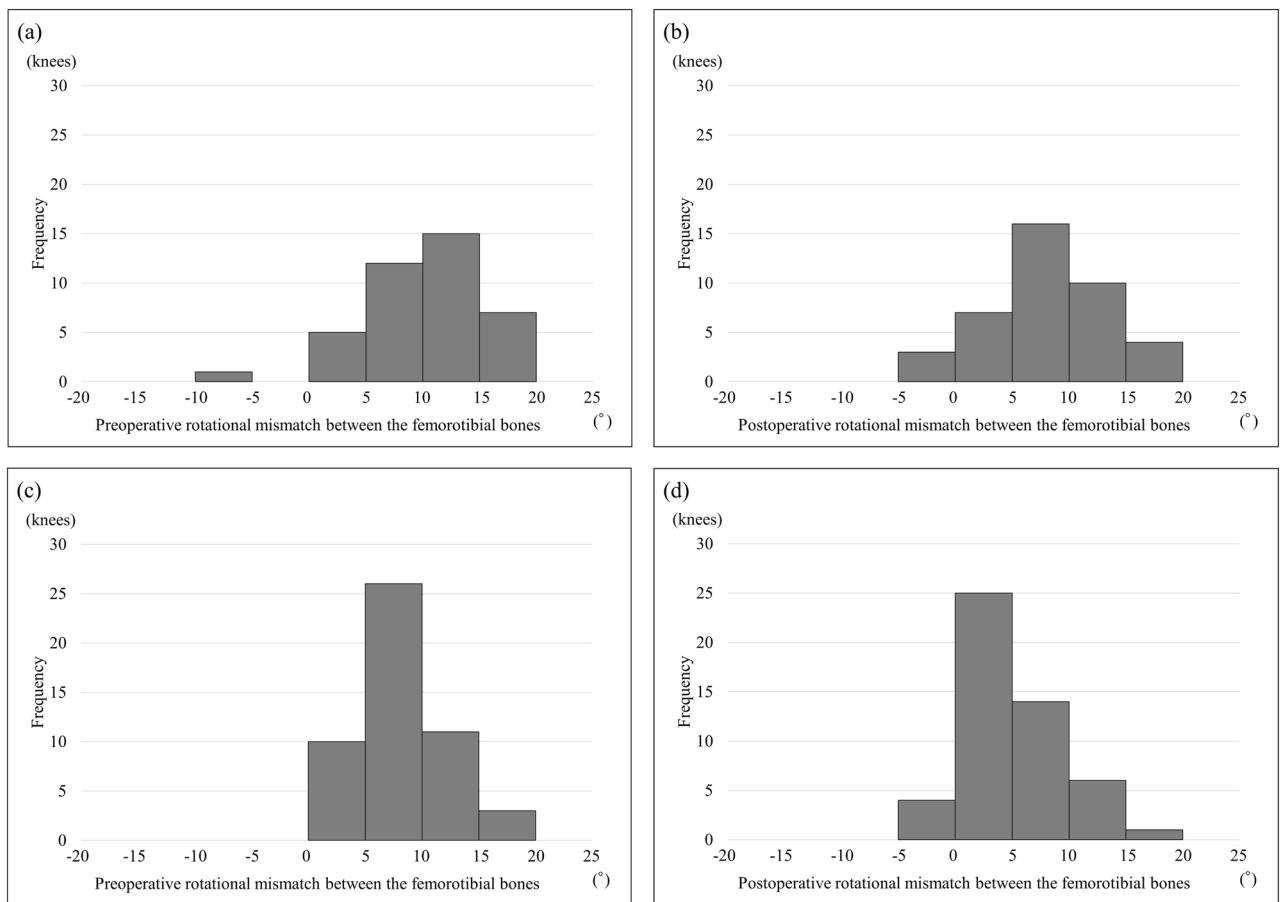 (a)
(knees)
30
25
20
15
10
5
0
Frequency
-20 -15 -10 -5 0 5 10 15 20 25
Preoperative rotational mismatch between the femorotibial bones (°)
(b)
(knees)
30
25
20
15
10
5
0
Frequency
-20 -15 -10 -5 0 5 10 15 20 25
Postoperative rotational mismatch between the femorotibial bones (°)
(c)
(knees)
30
25
20
15
10
5
0
Frequency
-20 -15 -10 -5 0 5 10 15 20 25
Preoperative rotational mismatch between the femorotibial bones (°)
(d)
(knees)
30
25
20
15
10
5
0
Frequency
-20 -15 -10 -5 0 5 10 15 20 25
Postoperative rotational mismatch between the femorotibial bones (°)